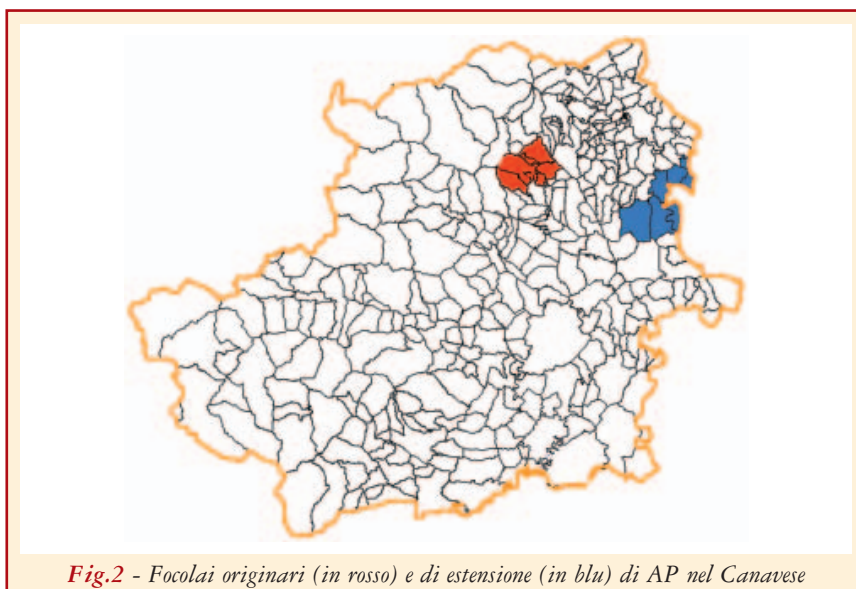 Fig.2 - Focolai originari (in rosso) e di estensione (in blu) di AP nel Canavese